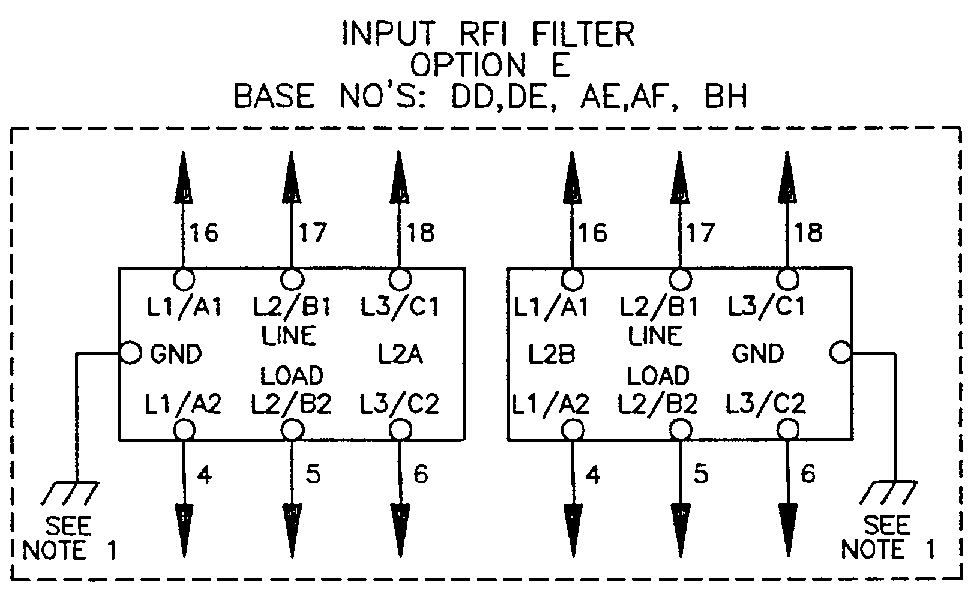 INPUT RFI FILTER
OPTION E
BASE NO'S: DD,DE, AE,AF, BH
16 17 18 16 17 18
L1/A1 L2/B1 L3/C1 L1/A1 L2/B1 L3/C1
LINE LINE
GND L2A L2B GND
LOAD LOAD
L1/A2 L2/B2 L3/C2 L1/A2 L2/B2 L3/C2
4 5 6 4 5 6
SEE SEE
NOTE 1 NOTE 1